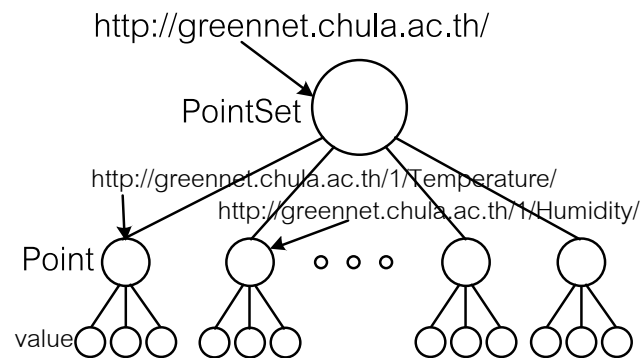 http://greennet.chula.ac.th/
PointSet
http://greennet.chula.ac.th/1/Temperature/
http://greennet.chula.ac.th/1/Humidity/
Point
value